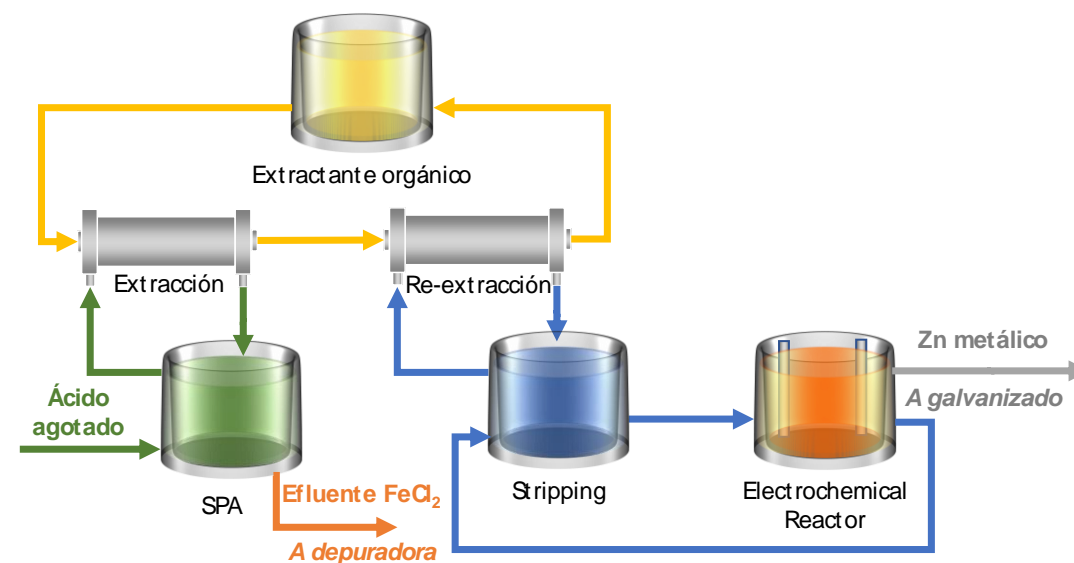 Extractante orgánico
Extracción
Re-extracción
Ácido
agotado
SPA
Efluente FeCl₂
A depuradora
Stripping
Electrochemical
Reactor
Zn metálico
A galvanizado